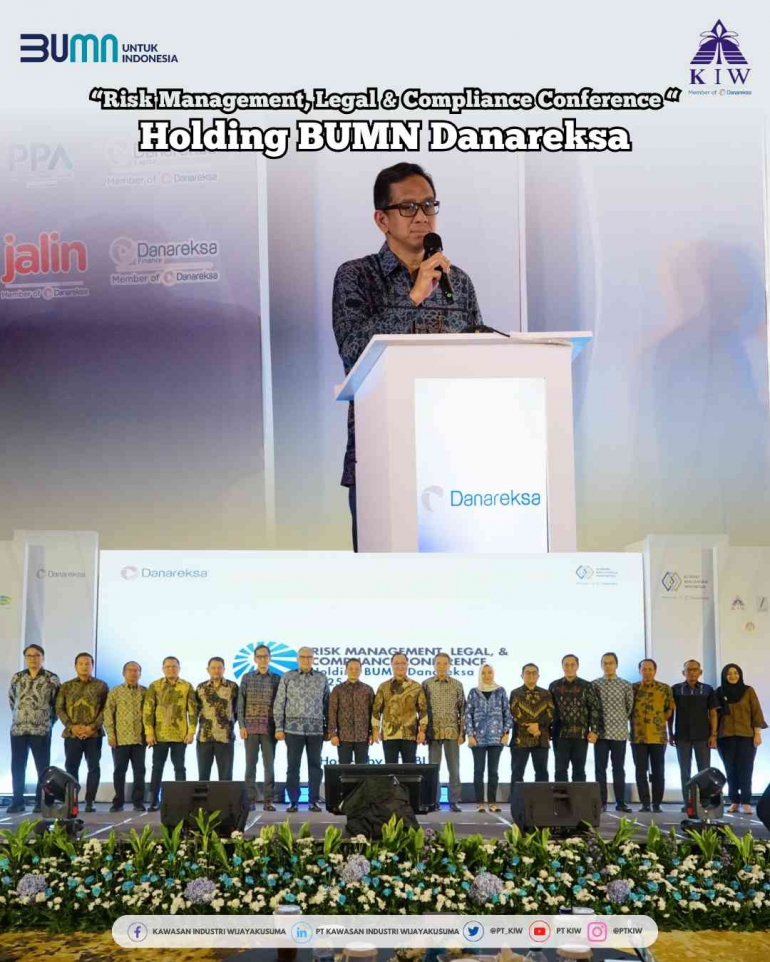 BUMN UNTUK
INDONESIA
KIW
Member of Danareksa
“Risk Management, Legal & Compliance Conference “
Holding BUMN Danareksa
PPA
Member of Danareksa
jalin
Member of Danareksa
Danareksa
Finance
Member of Danareksa
Danareksa
Danareksa
Danareksa
RISK MANAGEMENT, LEGAL, &
COMPLIANCE CONFERENCE
Holding BUMN Danareksa
KAWASAN INDUSTRI WIJAYAKUSUMA
PT KAWASAN INDUSTRI WIJAYAKUSUMA
@PT_KIW
PT KIW
@PTKIW